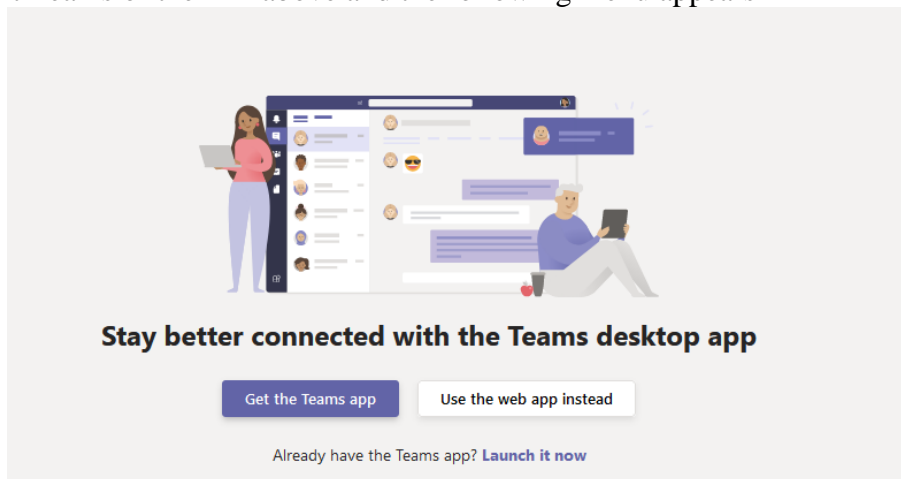 Stay better connected with the Teams desktop app
Get the Teams app
Use the web app instead
Already have the Teams app? Launch it now